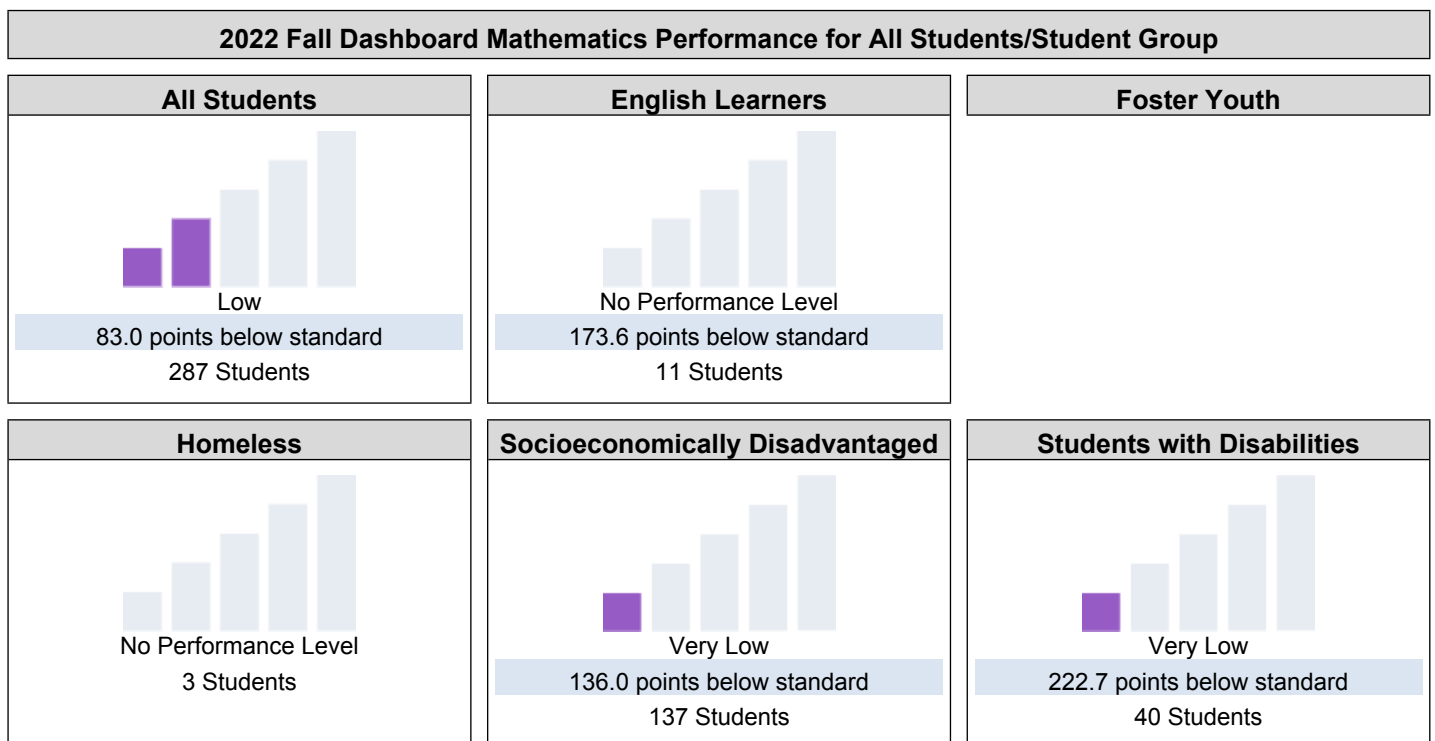 2022 Fall Dashboard Mathematics Performance for All Students/Student Group
All Students
Low
83.0 points below standard
287 Students
English Learners
No Performance Level
173.6 points below standard
11 Students
Foster Youth
Homeless
No Performance Level
3 Students
Socioeconomically Disadvantaged
Very Low
136.0 points below standard
137 Students
Students with Disabilities
Very Low
222.7 points below standard
40 Students